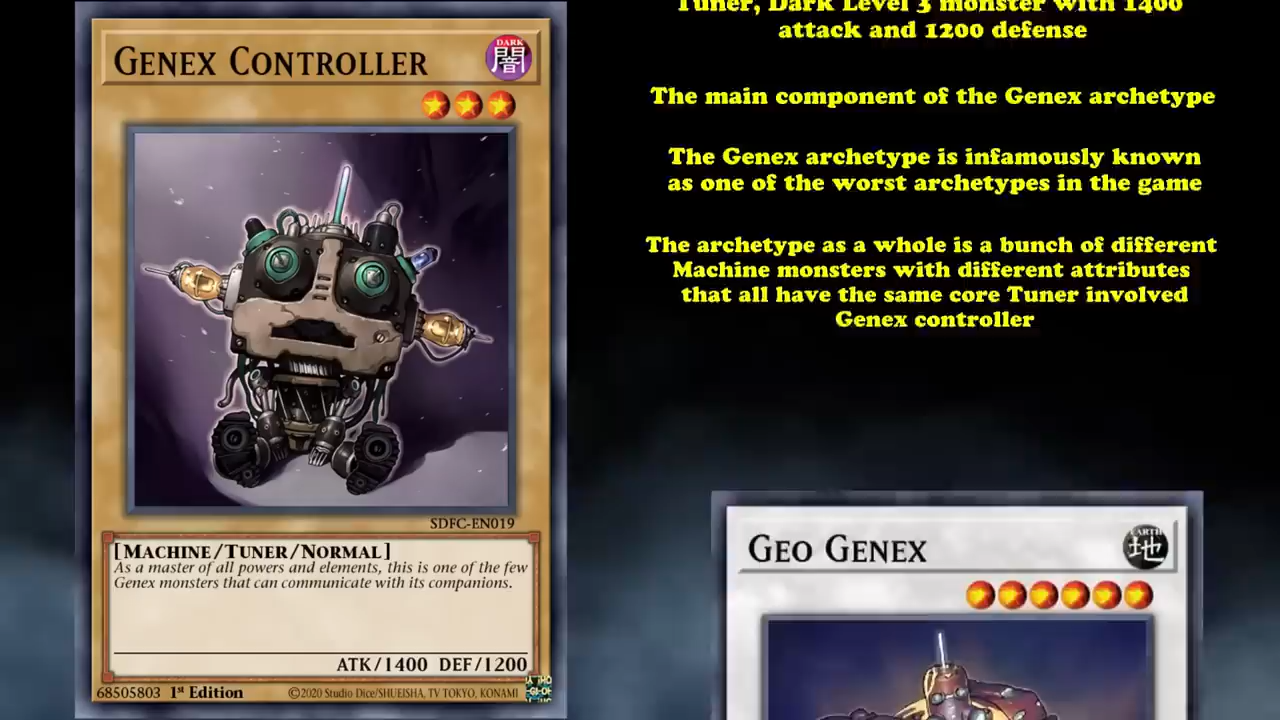 GENEX CONTROLLER
DARK
闇
SDFC-EN019
[MACHINE/TUNER/NORMAL]
As a master of all powers and elements, this is one of the few
Genex monsters that can communicate with its companions.
ATK/1400 DEF/1200
68505803 1st Edition ©2020 Studio Dice/SHUEISHA, TV TOKYO, KONAMI
Tuner, Dark Level 3 monster with 1400
attack and 1200 defense
The main component of the Genex archetype
The Genex archetype is infamously known
as one of the worst archetypes in the game
The archetype as a whole is a bunch of different
Machine monsters with different attributes
that all have the same core Tuner involved
Genex controller
GEO GENEX
EARTH
地